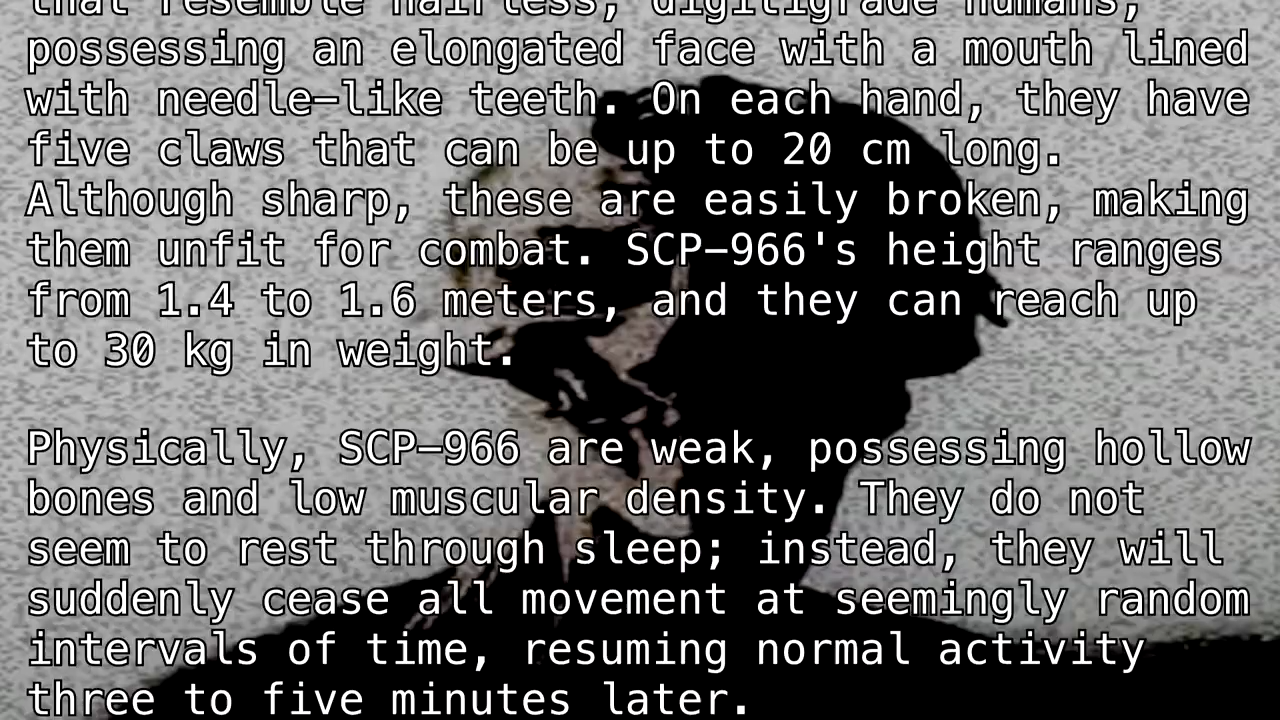 that resemble hairless, digitigrade humans,
possessing an elongated face with a mouth lined
with needle-like teeth. On each hand, they have
five claws that can be up to 20 cm long.
Although sharp, these are easily broken, making
them unfit for combat. SCP-966's height ranges
from 1.4 to 1.6 meters, and they can reach up
to 30 kg in weight.
Physically, SCP-966 are weak, possessing hollow
bones and low muscular density. They do not
seem to rest through sleep; instead, they will
suddenly cease all movement at seemingly random
intervals of time, resuming normal activity
three to five minutes later.